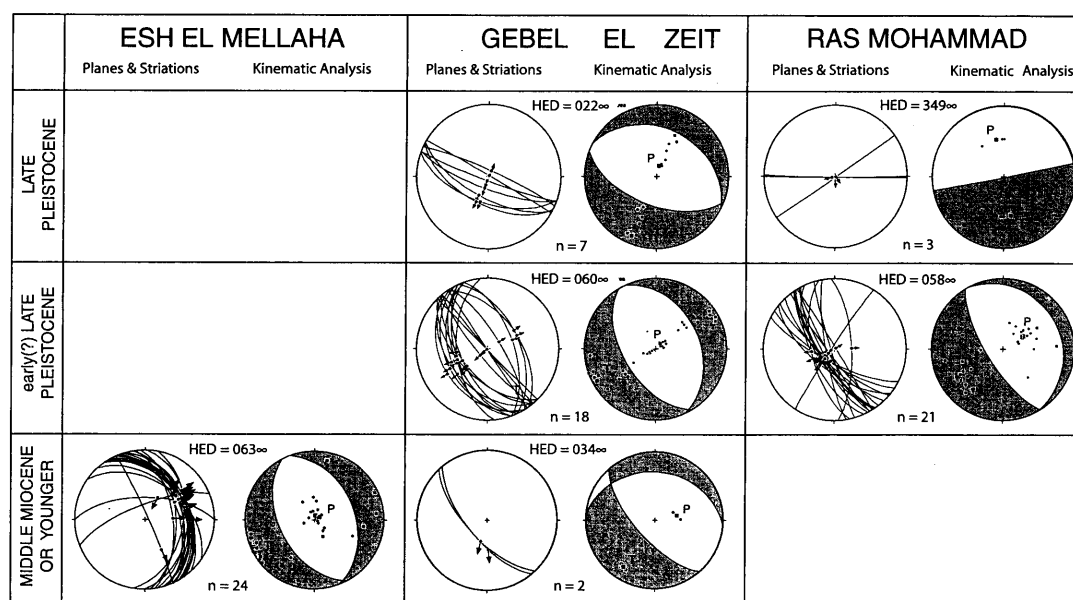 ESH EL MELLAHA
GEBEL EL ZEIT
RAS MOHAMMAD
Planes & Striations
Kinematic Analysis
Planes & Striations
Kinematic Analysis
Planes & Striations
Kinematic Analysis
LATE
PLEISTOCENE
HED = 022∞
P
n = 7
HED = 349∞
P
n = 3
early(?) LATE
PLEISTOCENE
HED = 060∞
P
n = 18
HED = 058∞
P
n = 21
MIDDLE MIOCENE
OR YOUNGER
HED = 063∞
P
n = 24
HED = 034∞
P
n = 2